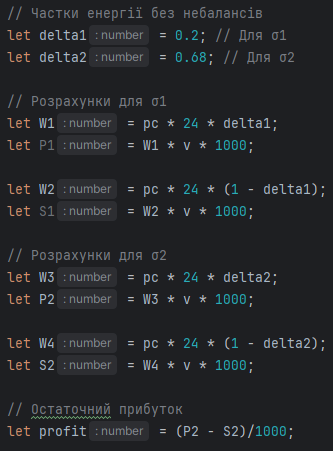 // Частки енергії без небалансів
let delta1 : number = 0.2; // Для σ1
let delta2 : number = 0.68; // Для σ2
// Розрахунки для σ1
let W1 : number = pc * 24 * delta1;
let P1 : number = W1 * v * 1000;
let W2 : number = pc * 24 * (1 - delta1);
let S1 : number = W2 * v * 1000;
// Розрахунки для σ2
let W3 : number = pc * 24 * delta2;
let P2 : number = W3 * v * 1000;
let W4 : number = pc * 24 * (1 - delta2);
let S2 : number = W4 * v * 1000;
// Остаточний прибуток
let profit : number = (P2 - S2)/1000;